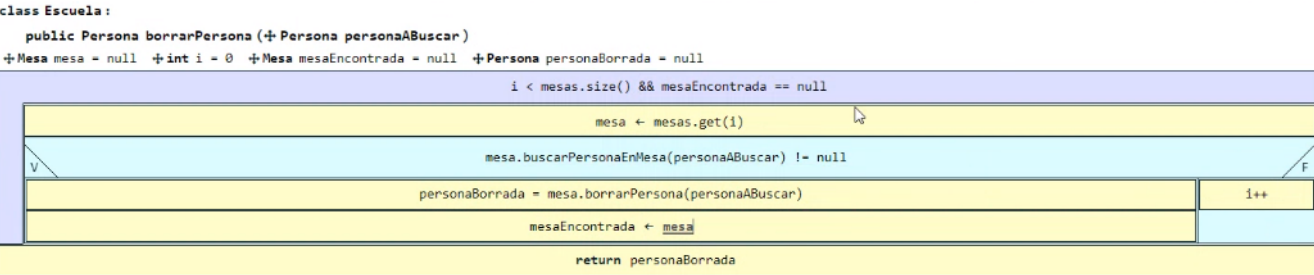 class Escuela:
public Persona borrarPersona (✢ Persona personaABuscar)
✢Mesa mesa = null ✢int i = 0 ✢Mesa mesaEncontrada = null ✢Persona personaBorrada = null
i < mesas.size() && mesaEncontrada == null
mesa ← mesas.get(i)
mesa.buscarPersonaEnMesa(personaABuscar) != null
V F
personaBorrada = mesa.borrarPersona(personaABuscar) i++
mesaEncontrada ← mesa
return personaBorrada